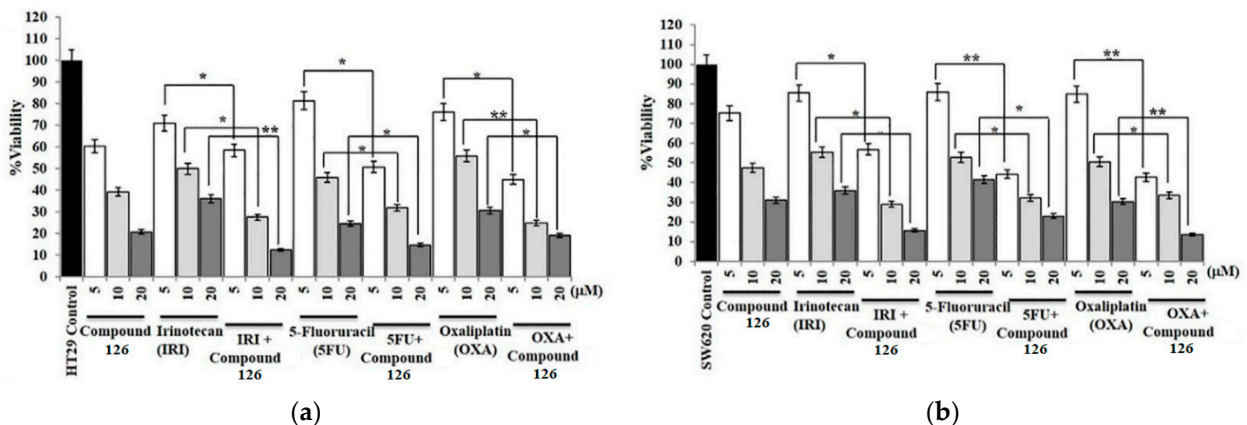 120
110
100
90
80
70
60
50
40
30
20
10
0
%Viability
* * ** * * * * ** *
5 10 20 5 10 20 5 10 20 5 10 20 5 10 20 5 10 20 5 10 20 (μM)
HT29 Control
Compound
126
Irinotecan
(IRI)
IRI +
Compound
126
5-Fluoruracil
(5FU)
5FU+
Compound
126
Oxaliplatin
(OXA)
OXA+
Compound
126
(a)
120
110
100
90
80
70
60
50
40
30
20
10
0
%Viability
* * ** * * ** ** *
5 10 20 5 10 20 5 10 20 5 10 20 5 10 20 5 10 20 5 10 20 (μM)
SW620 Control
Compound
126
Irinotecan
(IRI)
IRI +
Compound
126
5-Fluoruracil
(5FU)
5FU+
Compound
126
Oxaliplatin
(OXA)
OXA+
Compound
126
(b)